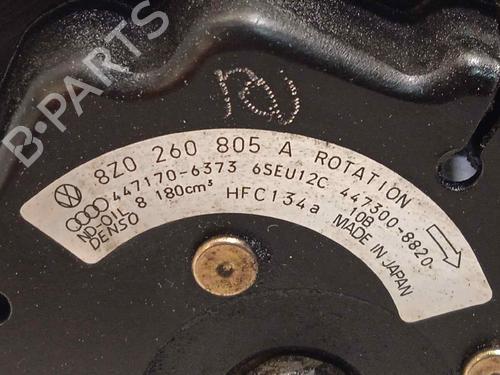 B-PARTS
8Z0 260 805 A ROTATION
447170-6373 6SEU12C 447300-8820
ND-OIL 8 180cm³ HFC134a 10B
DENSO MADE IN JAPAN